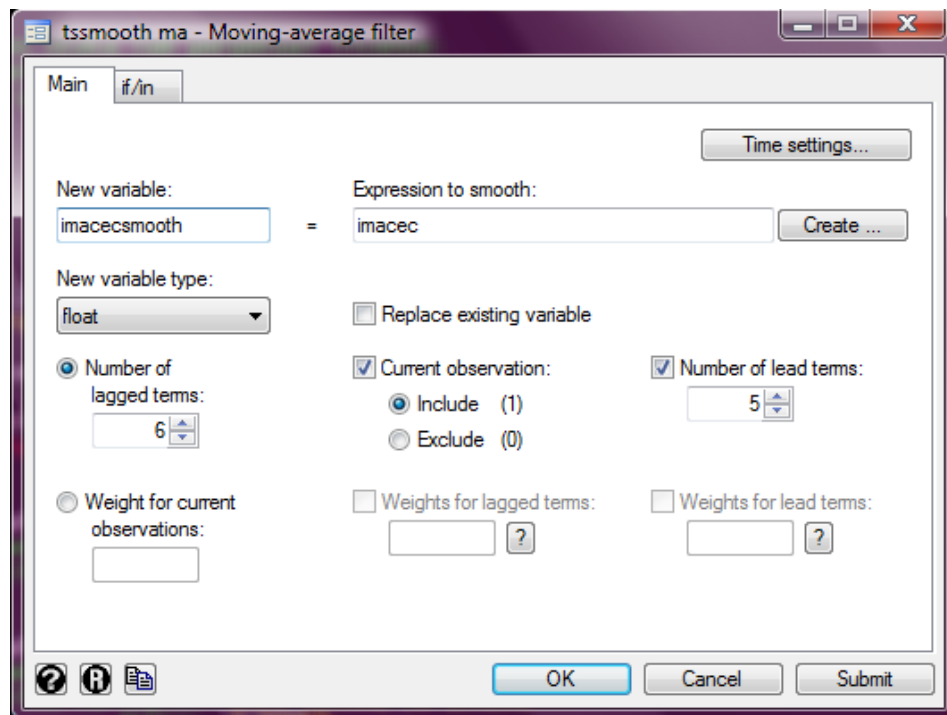 tssmooth ma - Moving-average filter
Main if/in
Time settings...
New variable: Expression to smooth:
imacecsmooth = imacec Create ...
New variable type:
float Replace existing variable
Number of
lagged terms: Current observation: Number of lead terms:
6 Include (1) 5
Exclude (0)
Weight for current
observations: Weights for lagged terms: Weights for lead terms:
? ?
? R OK Cancel Submit